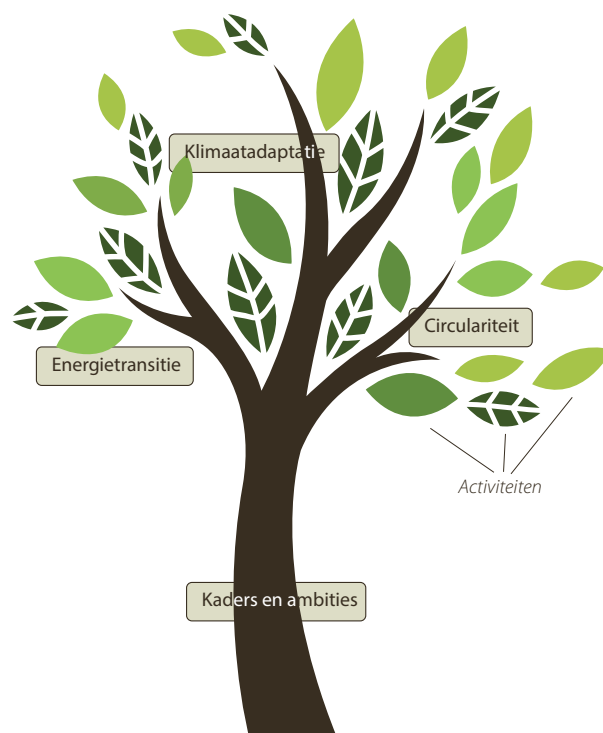 Klimaatadaptatie
Circulariteit
Energietransitie
Activiteiten
Kaders en ambities